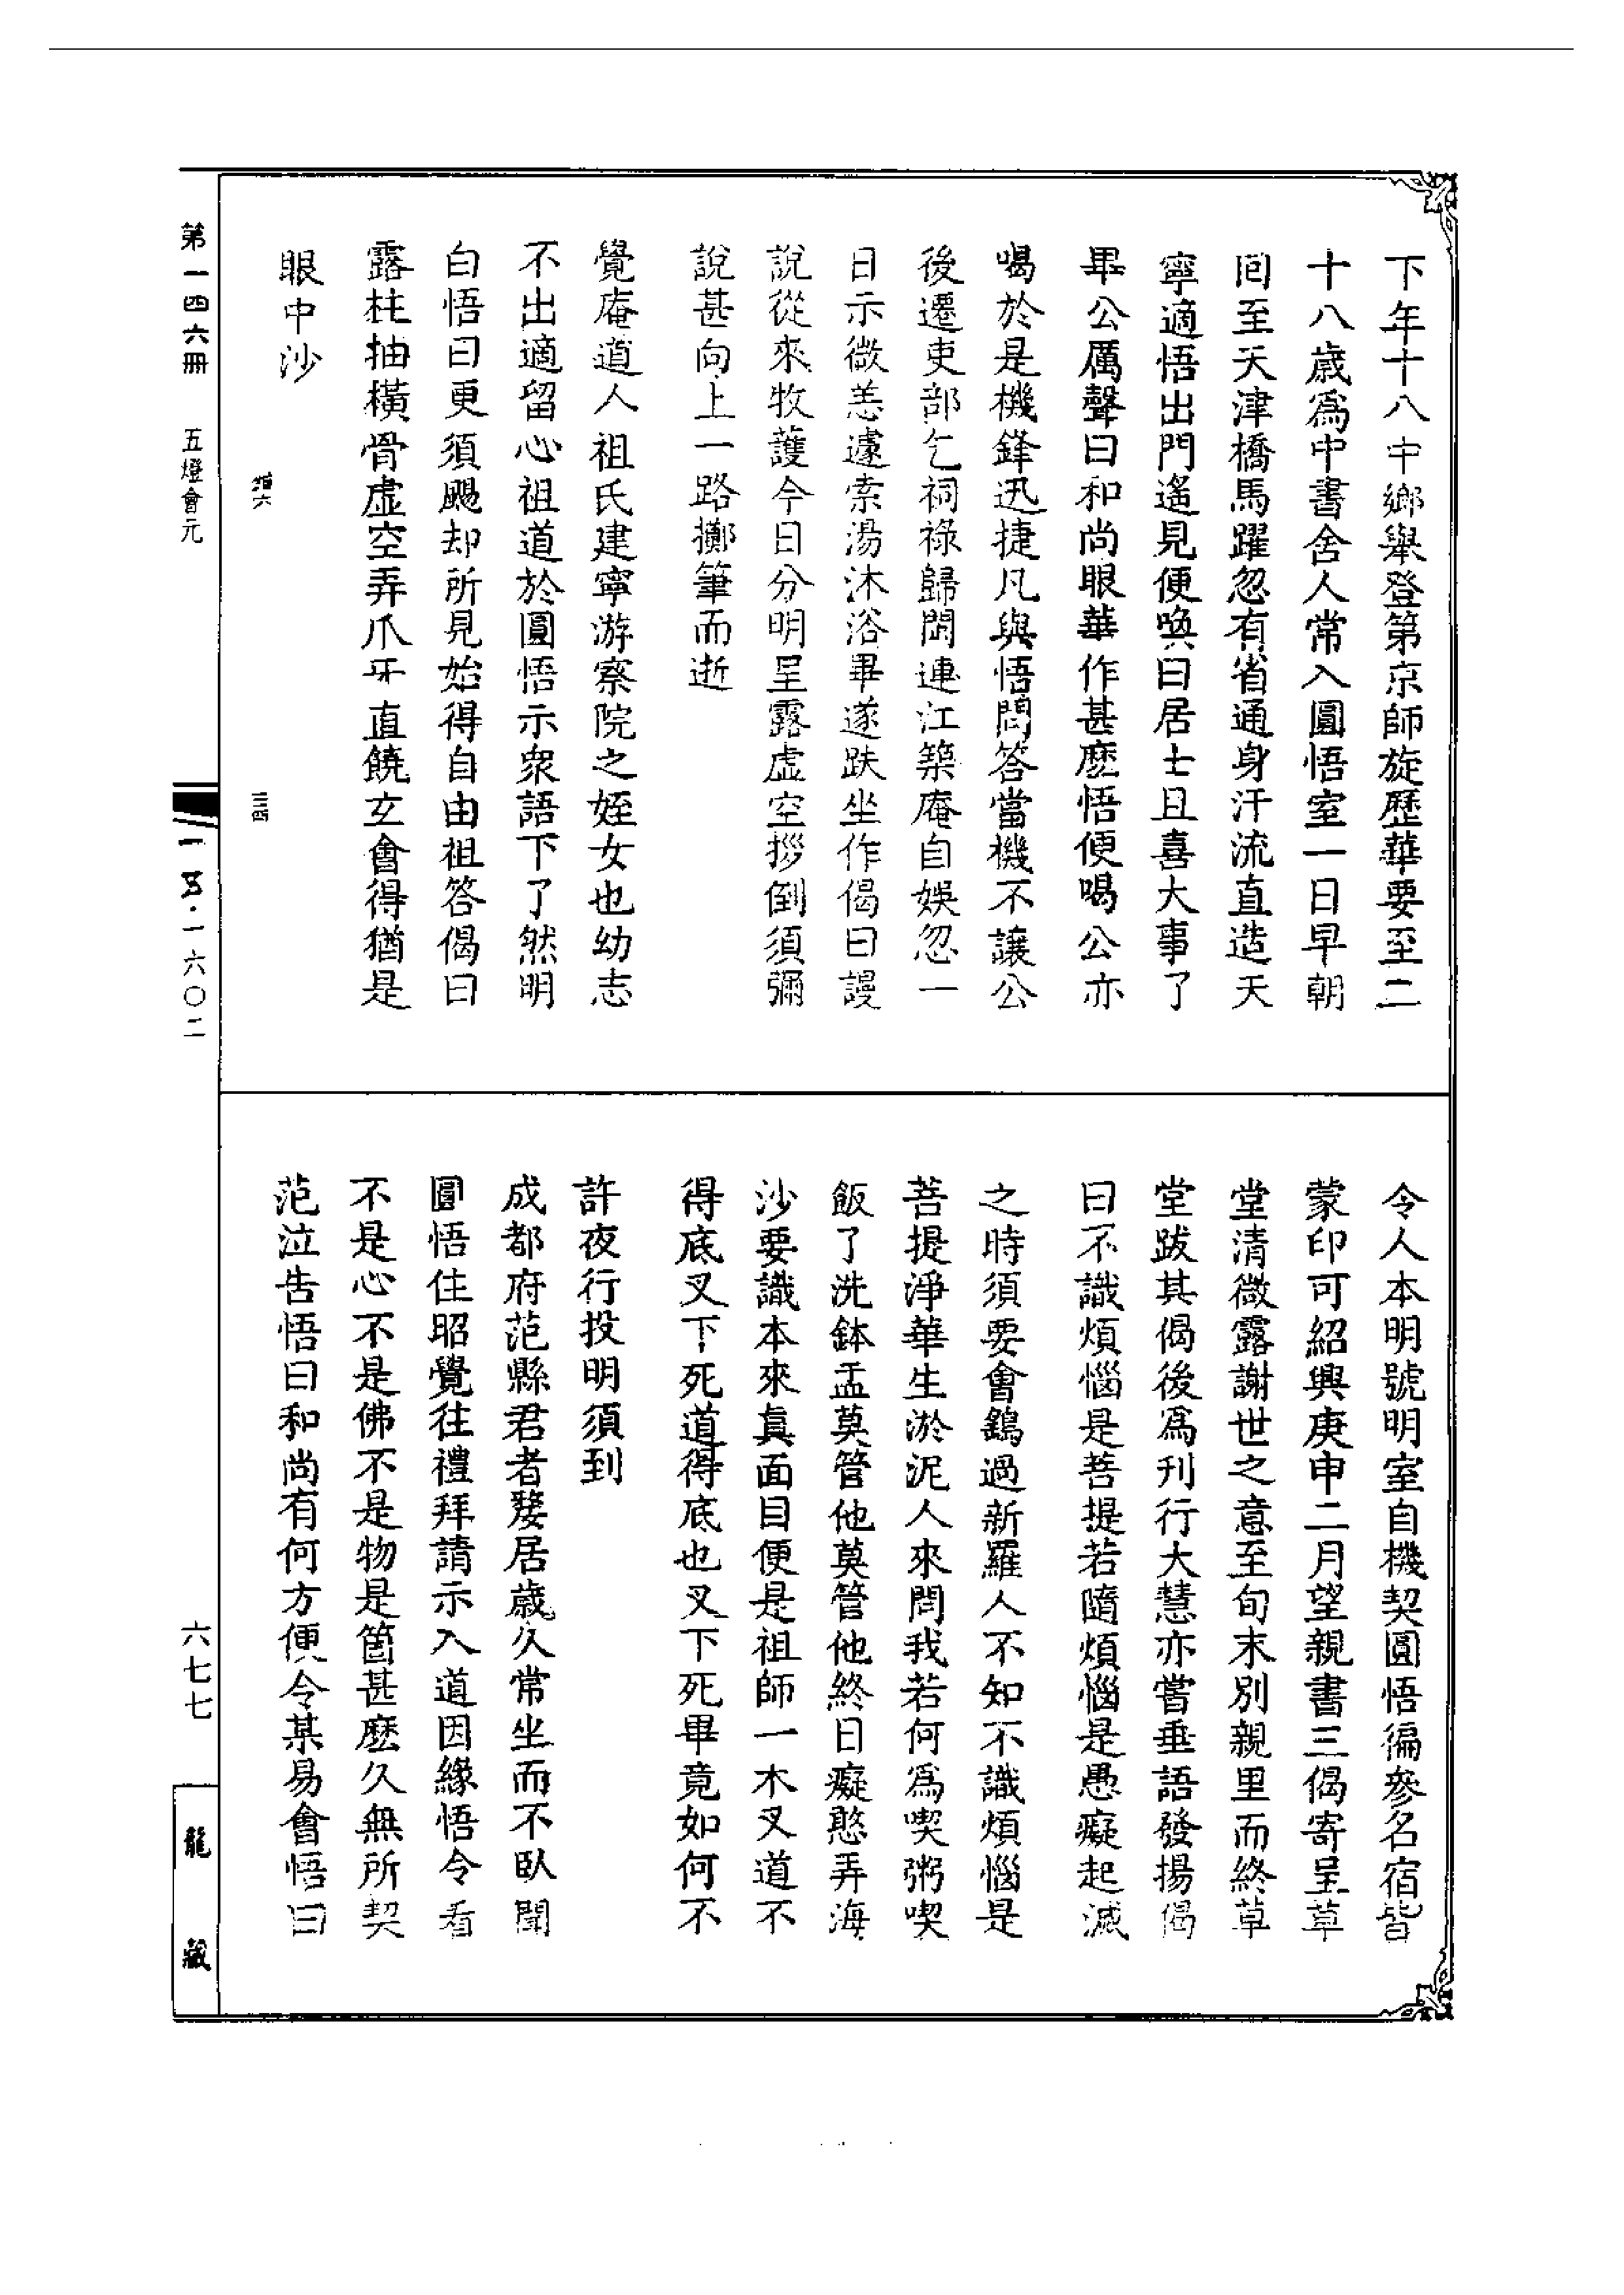 下年十八中鄉舉登第京師旋歷華要至二
十八歲爲中書舍人常入圓悟室一日早朝
回至天津橋馬躍忽有省通身汗流直造天
寧適悟出門遙見便喚曰居士且喜大事了
畢公厲聲曰和尚眼華作甚麽悟便喝公亦
喝於是機鋒迅捷凡與悟問答當機不讓公
後遷吏部乞祠祿歸閩連江築庵自娛忽一
日示微恙遽索湯沐浴畢遂趺坐作偈曰謾
說從來牧護今日分明呈露虛空拶倒須彌
說甚向上一路擲筆而逝
覺庵道人祖氏建寧游察院之姪女也幼志
不出適留心祖道於圓悟示衆語下了然明
白悟曰更須颺却所見始得自由祖答偈曰
露柱抽橫骨虛空弄爪牙直饒玄會得猶是
眼中沙
令人本明號明室自機契圓悟徧參名宿皆
蒙印可紹興庚申二月望親書三偈寄呈草
堂清微露謝世之意至旬末別親里而終草
堂跋其偈後爲刊行大慧亦嘗垂語發揚偈
曰不識煩惱是菩提若隨煩惱是愚癡起滅
之時須要會鷂過新羅人不知不識煩惱是
菩提淨華生淤泥人來問我若何爲喫粥喫
飯了洗鉢盂莫管他莫管他終日癡憨弄海
沙要識本來眞面目便是祖師一木叉道不
得底叉下死道得底也叉下死畢竟如何不
許夜行投明須到
成都府范縣君者嫠居歲久常坐而不臥聞
圓悟住昭覺往禮拜請示入道因緣悟令看
不是心不是佛不是物是箇甚麽久無所契
范泣告悟曰和尚有何方便令某易會悟曰
第一四六冊 五燈會元
一五·一六〇二
六七七
龍藏